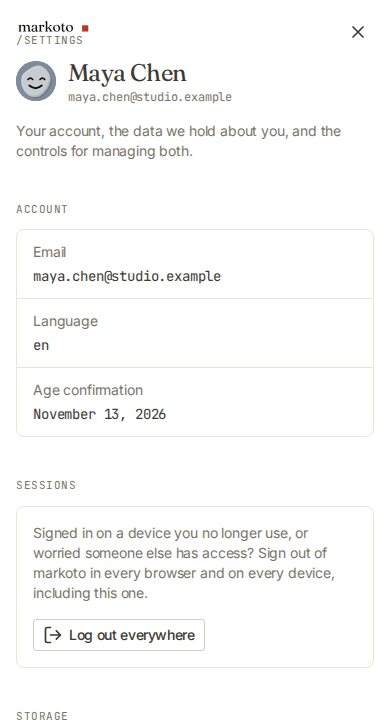 markoto
/SETTINGS
Maya Chen
maya.chen@studio.example
Your account, the data we hold about you, and the
controls for managing both.
ACCOUNT
Email
maya.chen@studio.example
Language
en
Age confirmation
November 13, 2026
SESSIONS
Signed in on a device you no longer use, or
worried someone else has access? Sign out of
markoto in every browser and on every device,
including this one.
Log out everywhere
STORAGE